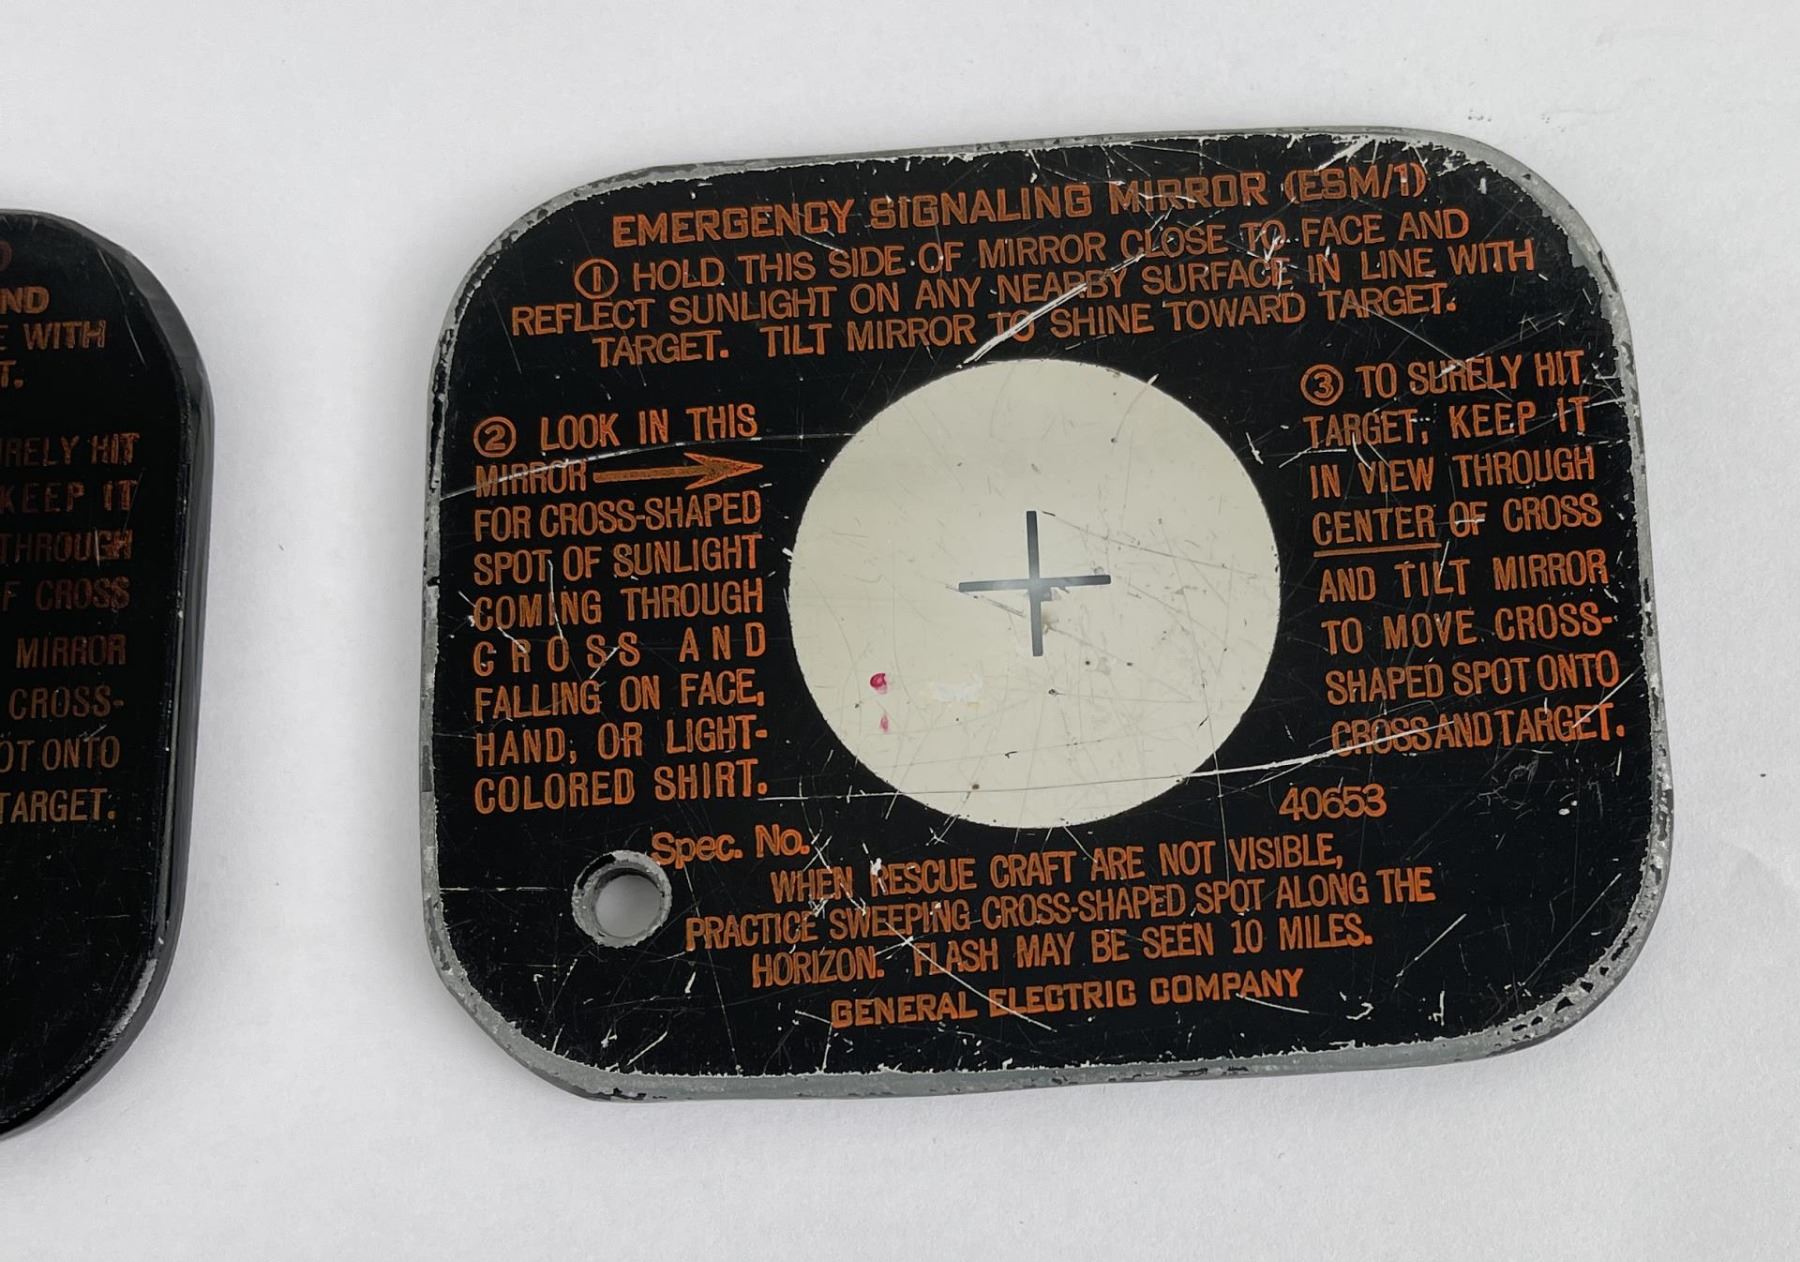 ND
E WITH
T.
URELY HIT
KEEP IT
THROUGH
F CROSS
MIRROR
CROSS-
OT ONTO
TARGET.
EMERGENCY SIGNALING MIRROR (ESM/1)
① HOLD THIS SIDE OF MIRROR CLOSE TO FACE AND
REFLECT SUNLIGHT ON ANY NEARBY SURFACE IN LINE WITH
TARGET. TILT MIRROR TO SHINE TOWARD TARGET.
② LOOK IN THIS
MIRROR
FOR CROSS-SHAPED
SPOT OF SUNLIGHT
COMING THROUGH
CROSS AND
FALLING ON FACE,
HAND, OR LIGHT-
COLORED SHIRT.
③ TO SURELY HIT
TARGET, KEEP IT
IN VIEW THROUGH
CENTER OF CROSS
AND TILT MIRROR
TO MOVE CROSS-
SHAPED SPOT ONTO
CROSS AND TARGET.
Spec. No. 40653
WHEN RESCUE CRAFT ARE NOT VISIBLE,
PRACTICE SWEEPING CROSS-SHAPED SPOT ALONG THE
HORIZON. FLASH MAY BE SEEN 10 MILES.
GENERAL ELECTRIC COMPANY